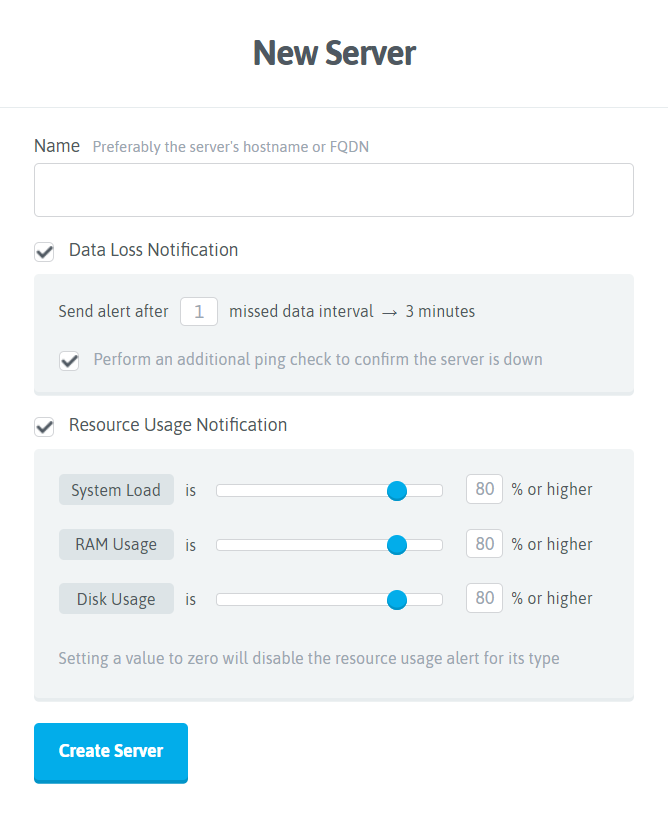 New Server
Name Preferably the server's hostname or FQDN
Data Loss Notification
Send alert after 1 missed data interval → 3 minutes
Perform an additional ping check to confirm the server is down
Resource Usage Notification
System Load is 80 % or higher
RAM Usage is 80 % or higher
Disk Usage is 80 % or higher
Setting a value to zero will disable the resource usage alert for its type
Create Server